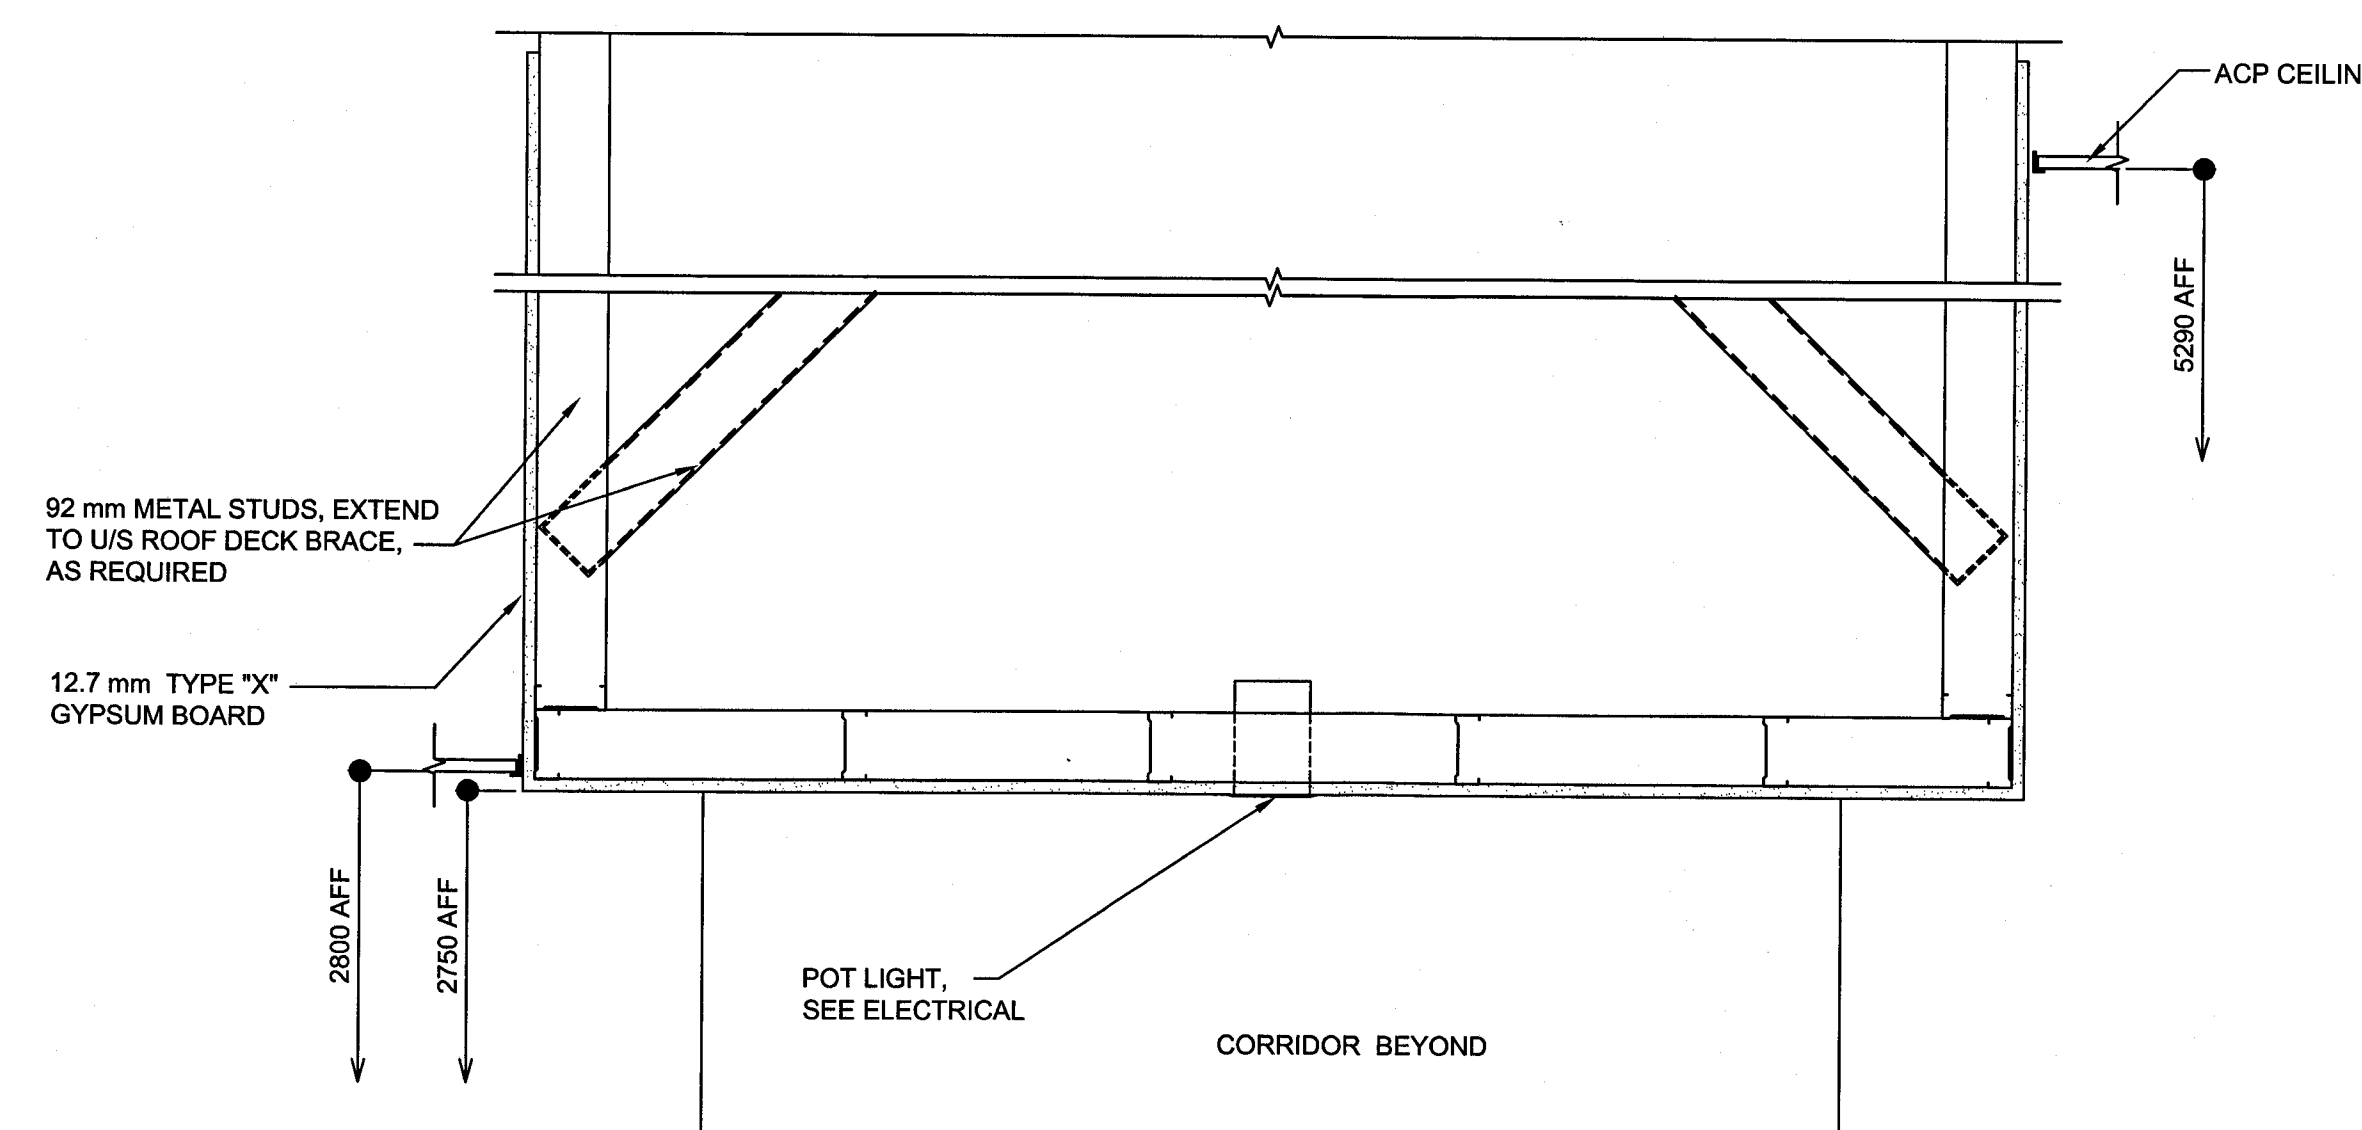 ACP CEILIN
5290 AFF
92 mm METAL STUDS, EXTEND
TO U/S ROOF DECK BRACE,
AS REQUIRED
12.7 mm TYPE "X"
GYPSUM BOARD
2800 AFF
2750 AFF
POT LIGHT,
SEE ELECTRICAL
CORRIDOR BEYOND